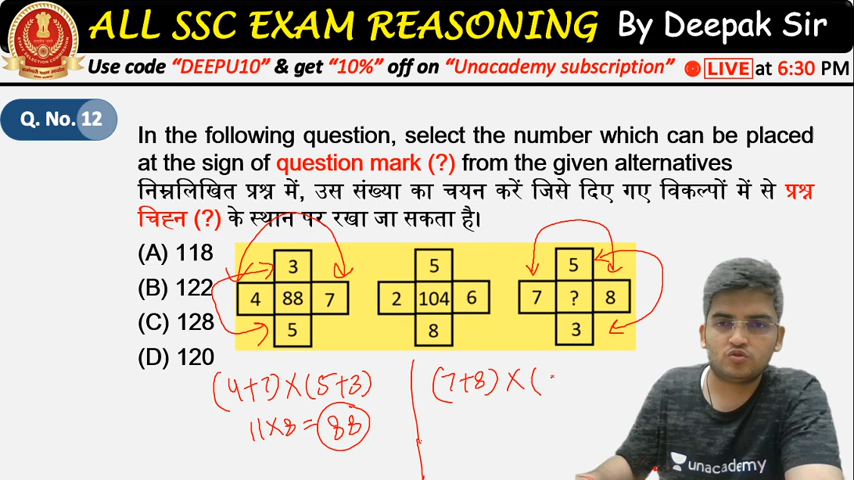 ALL SSC EXAM REASONING By Deepak Sir
Use code "DEEPU10" & get "10%" off on "Unacademy subscription" LIVE at 6:30 PM
Q. No. 12
In the following question, select the number which can be placed
at the sign of question mark (?) from the given alternatives
निम्नलिखित प्रश्न में, उस संख्या का चयन करें जिसे दिए गए विकल्पों में से प्रश्न
चिह्न (?) के स्थान पर रखा जा सकता है।
(A) 118
(B) 122
(C) 128
(D) 120
3 5 5
4 88 7 2 104 6 7 ? 8
5 8 3
(4+7)×(5+3) (7+8)×(
11×8=88
unacademy